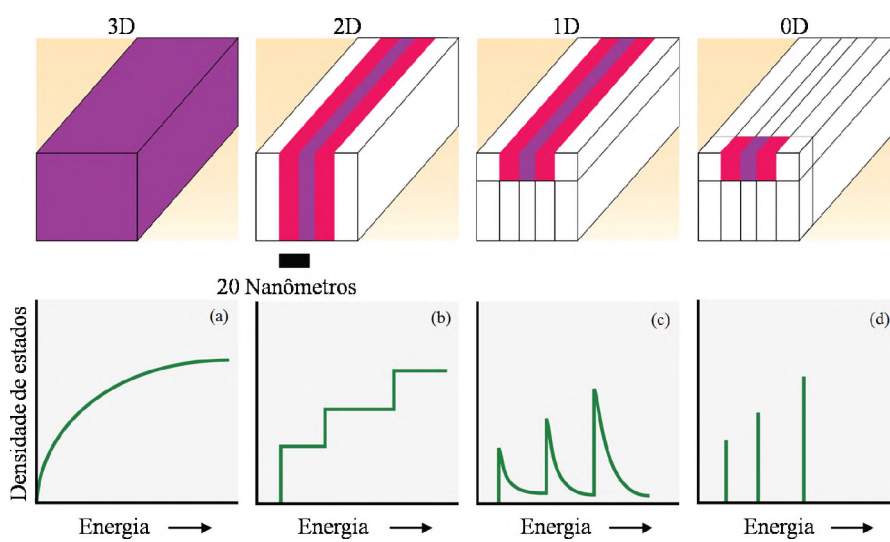 3D 2D 1D 0D
20 Nanômetros
(a) (b) (c) (d)
Densidade de estados
Energia Energia Energia Energia